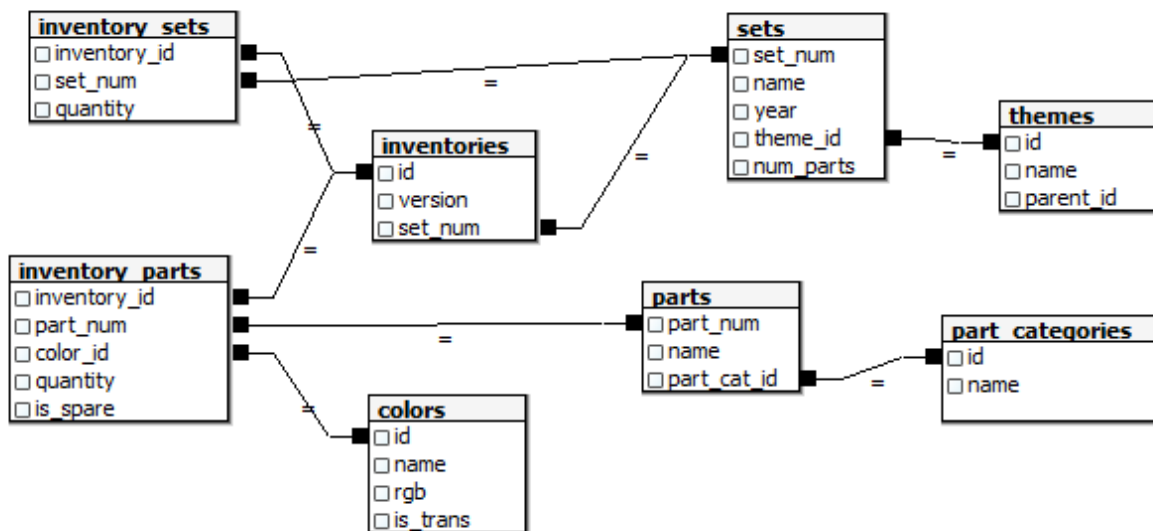 inventory_sets
inventory_id
set_num
quantity
sets
set_num
name
year
theme_id
num_parts
themes
id
name
parent_id
inventories
id
version
set_num
inventory_parts
inventory_id
part_num
color_id
quantity
is_spare
parts
part_num
name
part_cat_id
part_categories
id
name
colors
id
name
rgb
is_trans
=
=
=
=
=
=
=
=